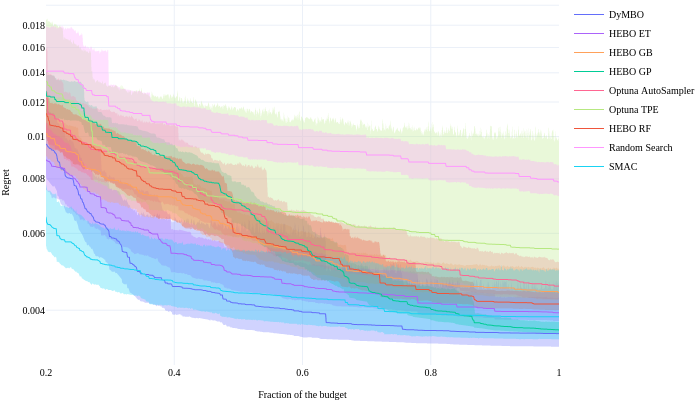 0.018
0.016
0.014
0.012
0.01
0.008
0.006
0.004
Regret
0.2
0.4
0.6
0.8
1
Fraction of the budget
DyMBO
HEBO ET
HEBO GB
HEBO GP
Optuna AutoSampler
Optuna TPE
HEBO RF
Random Search
SMAC